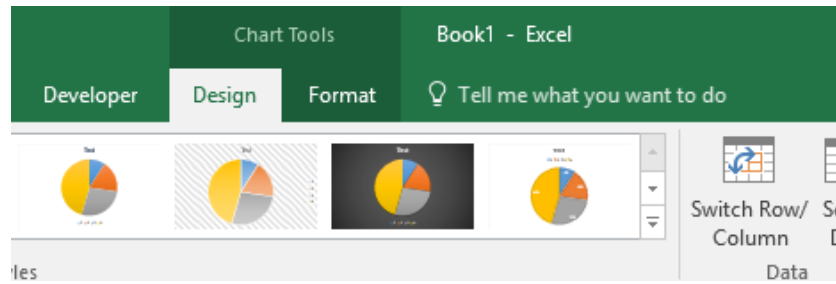 Chart Tools
Book1 - Excel
Developer
Design
Format
Tell me what you want to do
Switch Row/
Column
Data